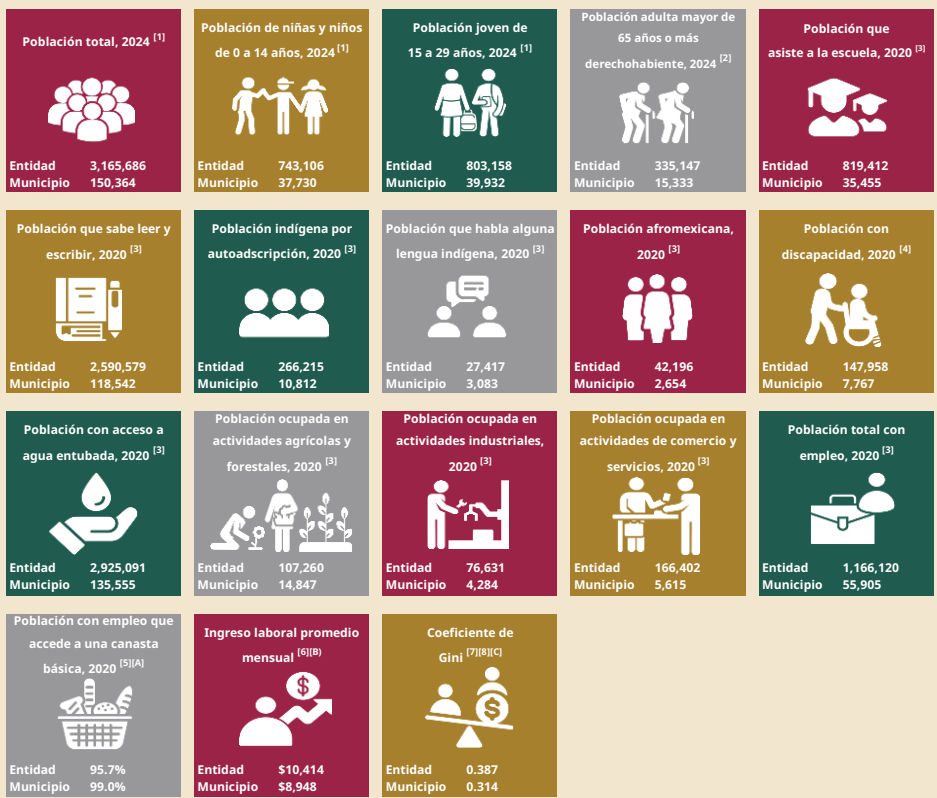 Población total, 2024 [1]
Entidad 3,165,686
Municipio 150,364
Población de niñas y niños
de 0 a 14 años, 2024 [1]
Entidad 743,106
Municipio 37,730
Población joven de
15 a 29 años, 2024 [1]
Entidad 803,158
Municipio 39,932
Población adulta mayor de
65 años o más
derechohabiente, 2024 [2]
Entidad 335,147
Municipio 15,333
Población que
asiste a la escuela, 2020 [3]
Entidad 819,412
Municipio 35,455
Población que sabe leer y
escribir, 2020 [3]
Entidad 2,590,579
Municipio 118,542
Población indígena por
autoadscripción, 2020 [3]
Entidad 266,215
Municipio 10,812
Población que habla alguna
lengua indígena, 2020 [3]
Entidad 27,417
Municipio 3,083
Población afromexicana,
2020 [3]
Entidad 42,196
Municipio 2,654
Población con
discapacidad, 2020 [4]
Entidad 147,958
Municipio 7,767
Población con acceso a
agua entubada, 2020 [3]
Entidad 2,925,091
Municipio 135,555
Población ocupada en
actividades agrícolas y
forestales, 2020 [3]
Entidad 107,260
Municipio 14,847
Población ocupada en
actividades industriales,
2020 [3]
Entidad 76,631
Municipio 4,284
Población ocupada en
actividades de comercio y
servicios, 2020 [3]
Entidad 166,402
Municipio 5,615
Población total con
empleo, 2020 [3]
Entidad 1,166,120
Municipio 55,905
Población con empleo que
accede a una canasta
básica, 2020 [5][A]
Entidad 95.7%
Municipio 99.0%
Ingreso laboral promedio
mensual [6][B]
$
Entidad $10,414
Municipio $8,948
Coeficiente de
Gini [7][8][C]
$
Entidad 0.387
Municipio 0.314